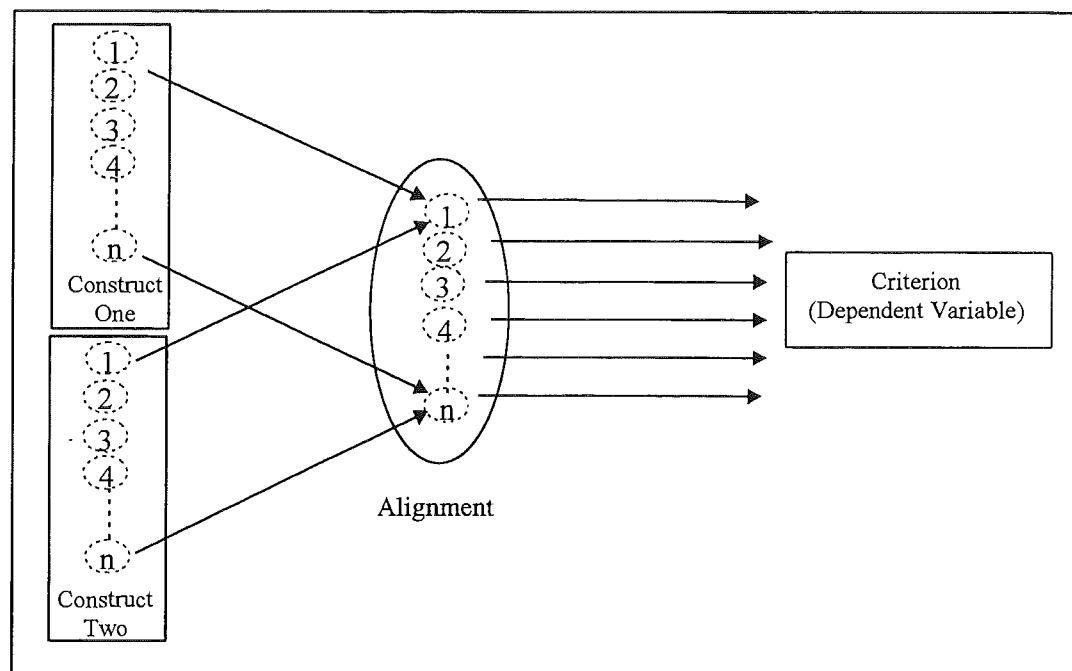 1
2
3
4
n
Construct
One
1
2
3
4
n
Construct
Two
1
2
3
4
n
Alignment
Criterion
(Dependent Variable)